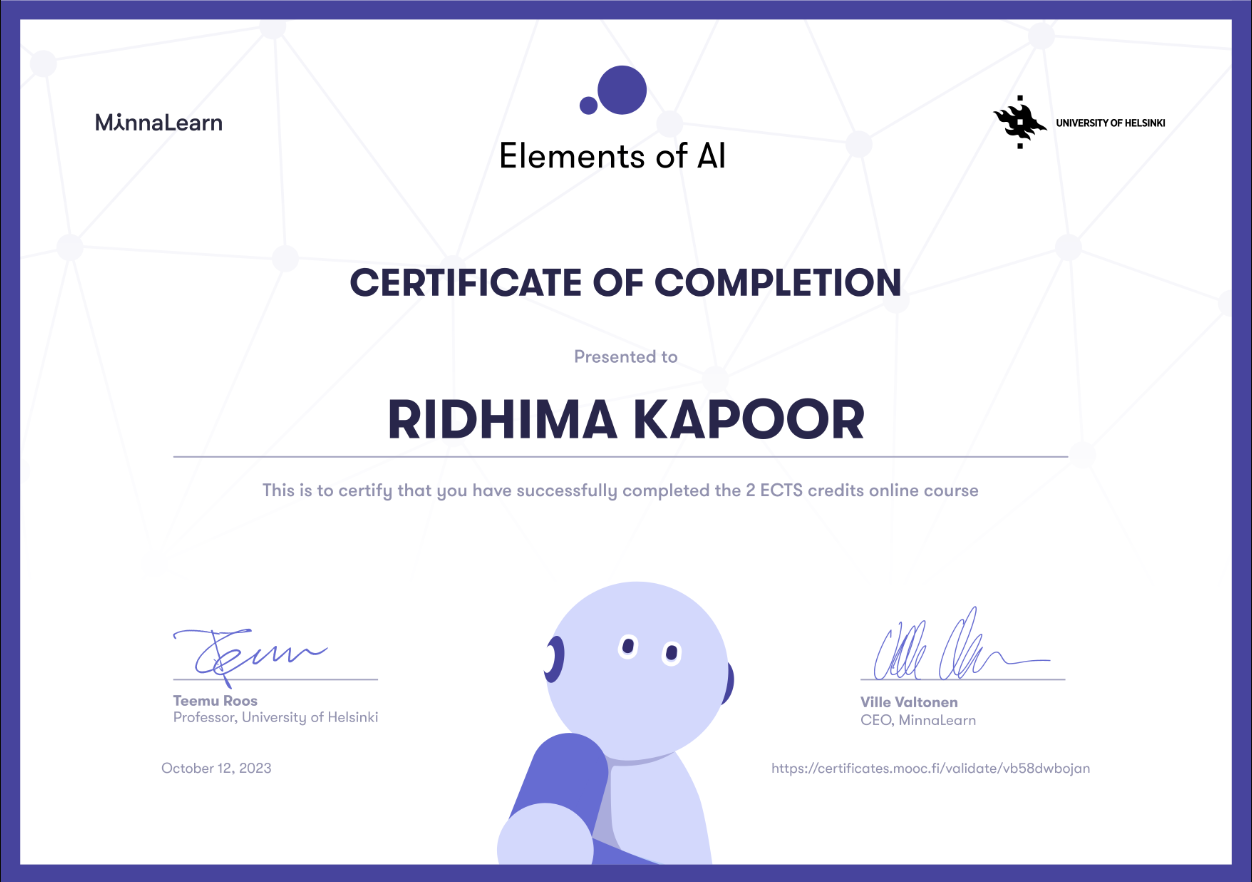 MinnaLearn
Elements of AI
UNIVERSITY OF HELSINKI
CERTIFICATE OF COMPLETION
Presented to
RIDHIMA KAPOOR
This is to certify that you have successfully completed the 2 ECTS credits online course
Teemu Roos
Professor, University of Helsinki
October 12, 2023
Ville Valtonen
CEO, MinnaLearn
https://certificates.mooc.fi/validate/vb58dwbojan